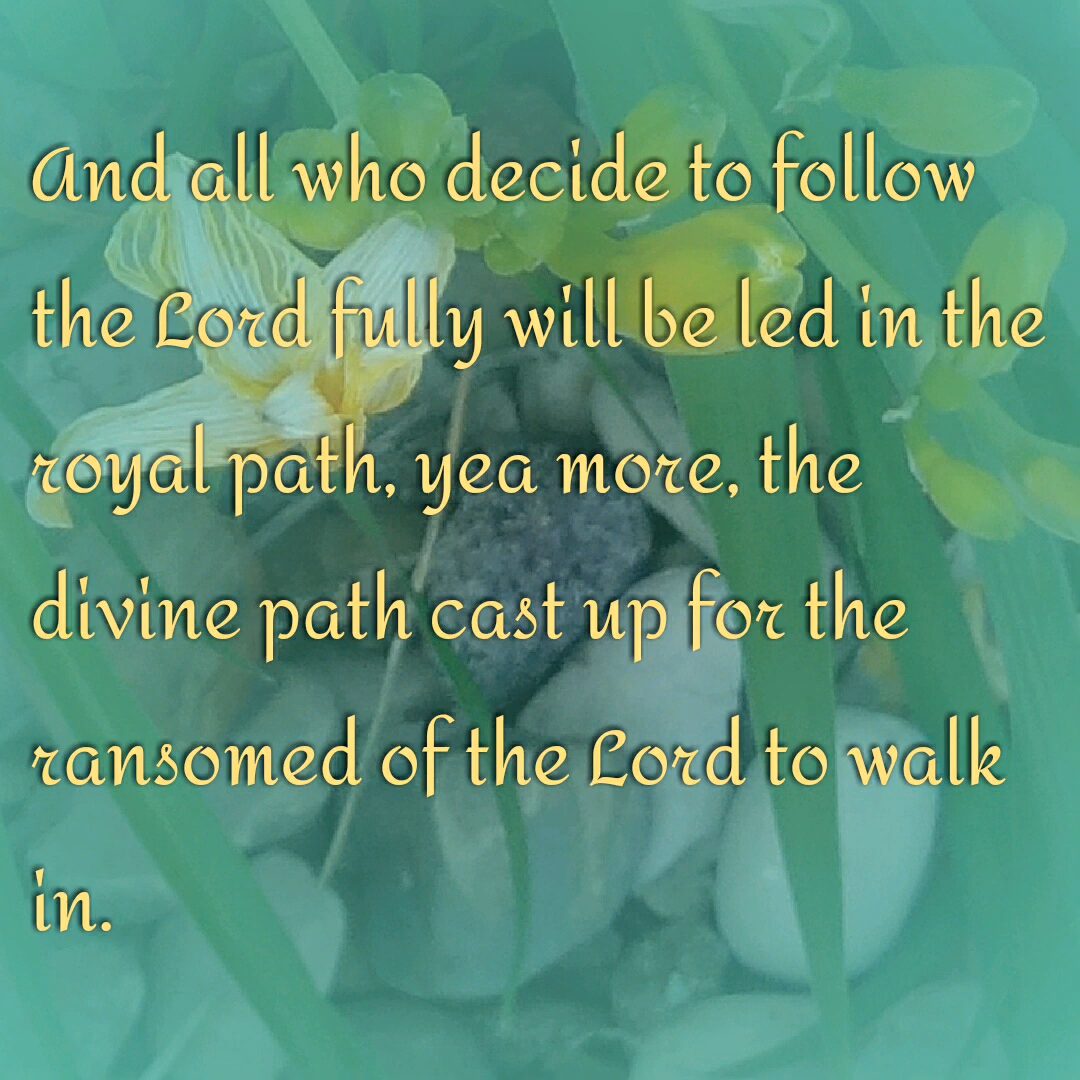 And all who decide to follow
the Lord fully will be led in the
royal path, yea more, the
divine path cast up for the
ransomed of the Lord to walk
in.